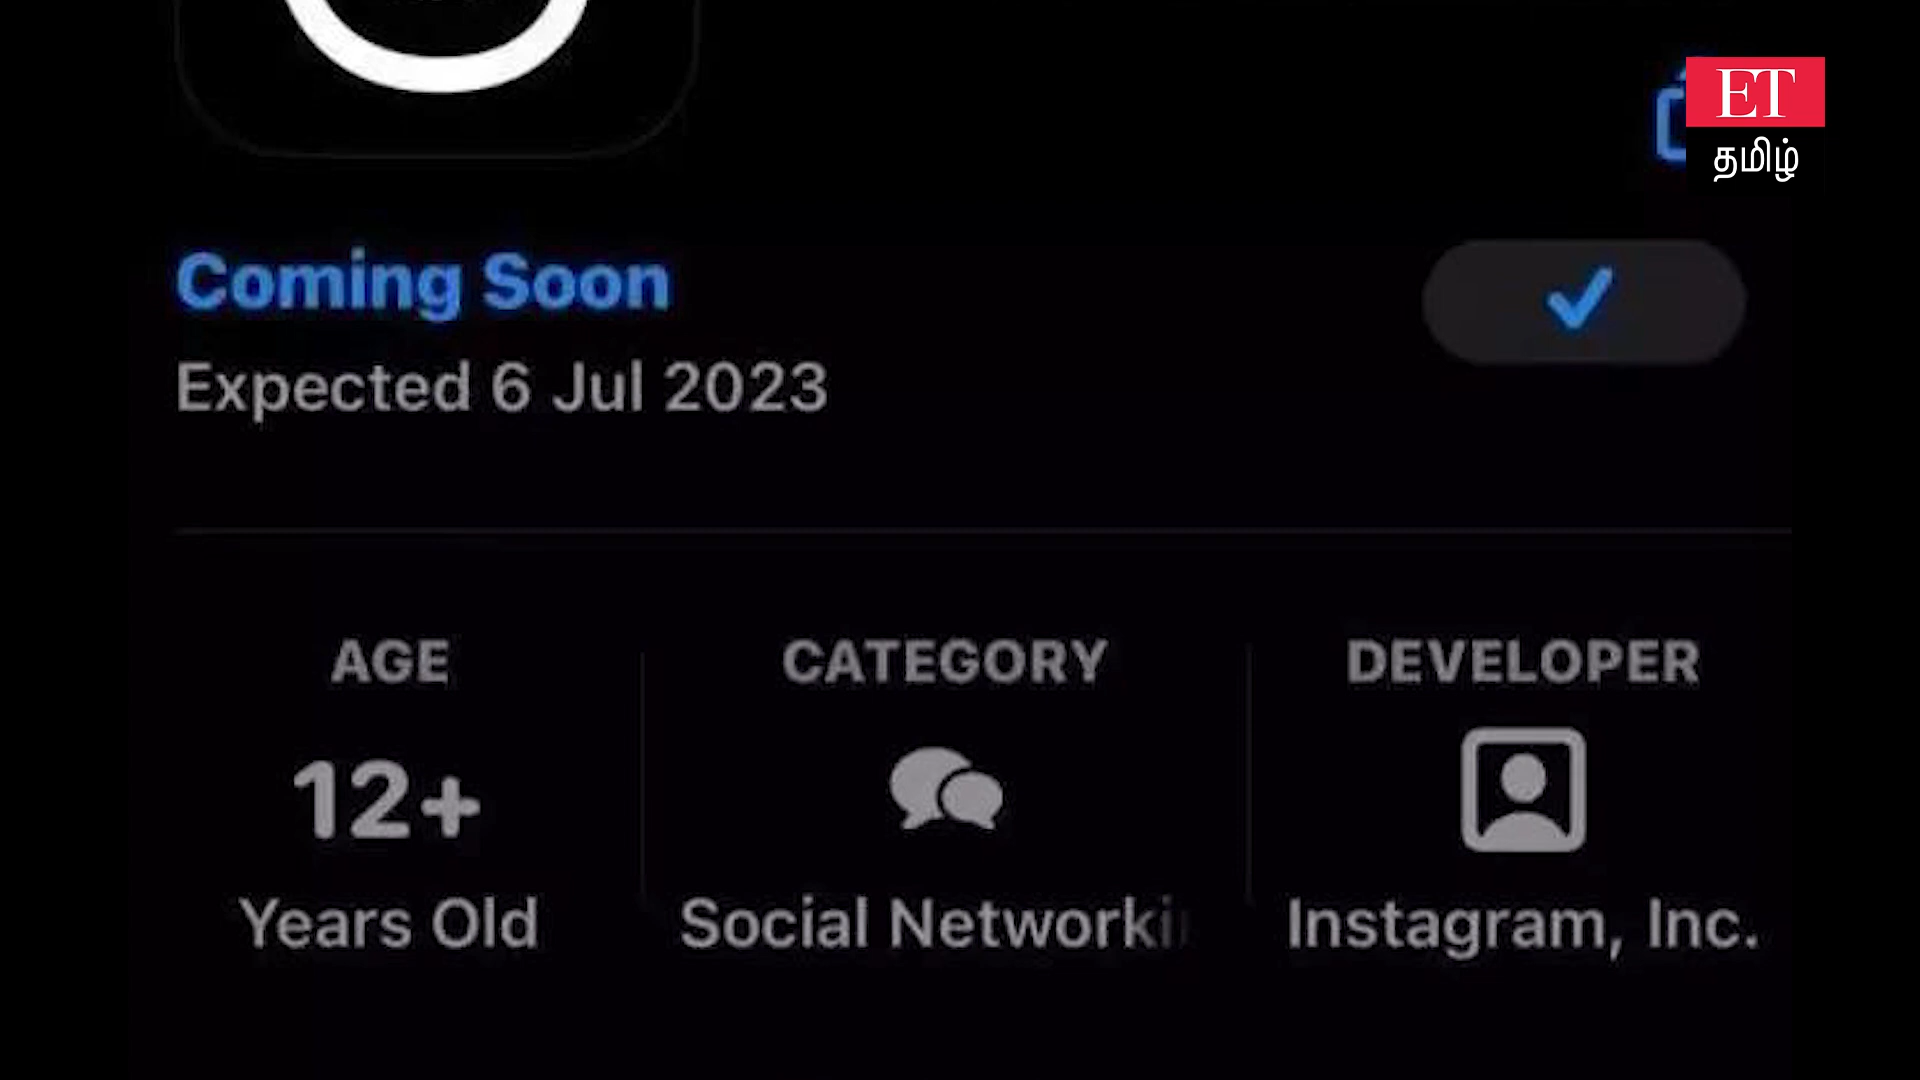 ET
தமிழ்
Coming Soon
Expected 6 Jul 2023
AGE
CATEGORY
DEVELOPER
12+
Years Old
Social Networki
Instagram, Inc.